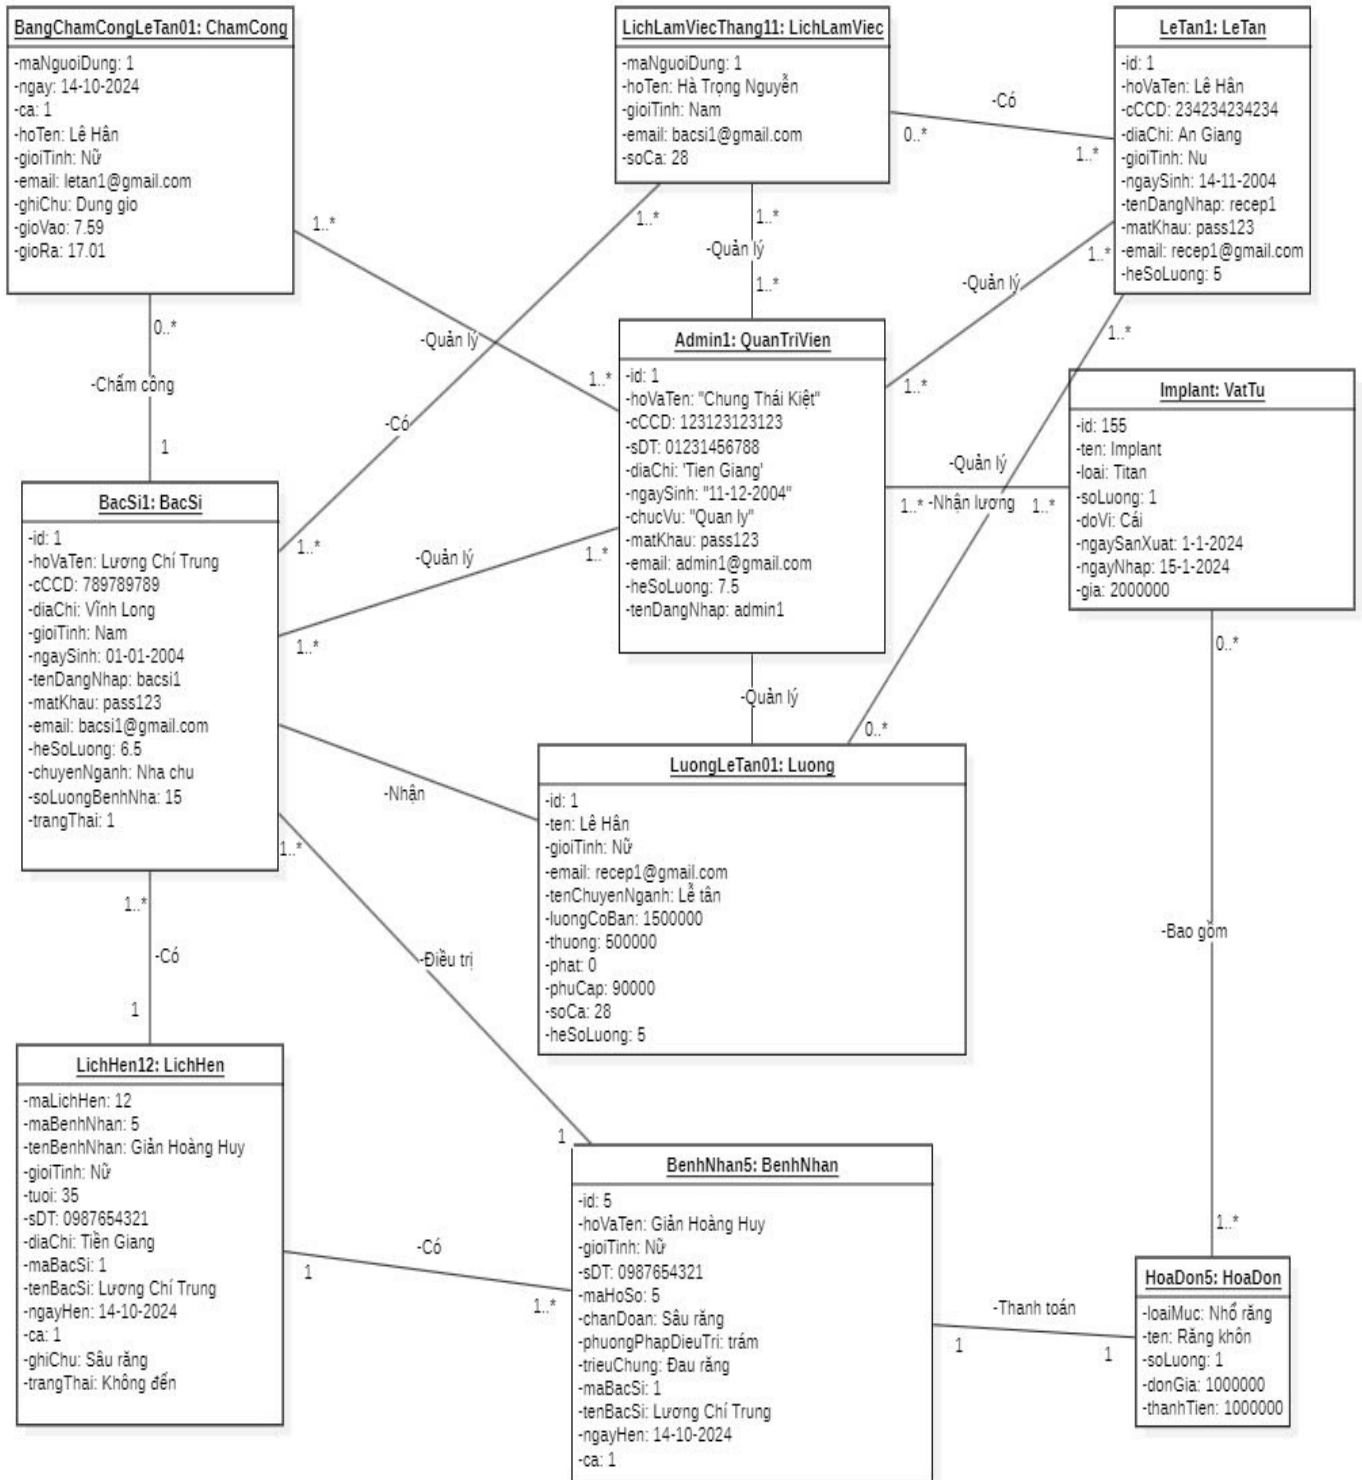 BangChamCongLeTan01: ChamCong
-maNguoiDung: 1
-ngay: 14-10-2024
-ca: 1
-hoTen: Lê Hân
-gioiTinh: Nữ
-email: letan1@gmail.com
-ghiChu: Dung gio
-gioVao: 7.59
-gioRa: 17.01
LichLamViecThang11: LichLamViec
-maNguoiDung: 1
-hoTen: Hà Trọng Nguyễn
-gioiTinh: Nam
-email: bacsi1@gmail.com
-soCa: 28
LeTan1: LeTan
-id: 1
-hoVaTen: Lê Hân
-cCCD: 234234234234
-diaChi: An Giang
-gioiTinh: Nu
-ngaySinh: 14-11-2004
-tenDangNhap: recep1
-matKhau: pass123
-email: recep1@gmail.com
-heSoLuong: 5
-Có
0..*
1..*
1..*
1..*
1..*
-Quản lý
1..*
-Quản lý
1..*
1..*
-Quản lý
1..*
0..*
-Chấm công
1
-Có
1..*
1..*
Admin1: QuanTriVien
-id: 1
-hoVaTen: "Chung Thái Kiệt"
-cCCD: 123123123123
-sDT: 01231456788
-diaChi: 'Tien Giang'
-ngaySinh: "11-12-2004"
-chucVu: "Quan ly"
-matKhau: pass123
-email: admin1@gmail.com
-heSoLuong: 7.5
-tenDangNhap: admin1
Implant: VatTu
-id: 155
-ten: Implant
-loai: Titan
-soLuong: 1
-doVi: Cái
-ngaySanXuat: 1-1-2024
-ngayNhap: 15-1-2024
-gia: 2000000
-Quản lý
1..*
-Nhận lương
1..*
BacSi1: BacSi
-id: 1
-hoVaTen: Lương Chí Trung
-cCCD: 789789789
-diaChi: Vĩnh Long
-gioiTinh: Nam
-ngaySinh: 01-01-2004
-tenDangNhap: bacsi1
-matKhau: pass123
-email: bacsi1@gmail.com
-heSoLuong: 6.5
-chuyenNganh: Nha chu
-soLuongBenhNha: 15
-trangThai: 1
1..*
-Quản lý
1..*
-Quản lý
0..*
0..*
-Nhận
1..*
LuongLeTan01: Luong
-id: 1
-ten: Lê Hân
-gioiTinh: Nữ
-email: recep1@gmail.com
-tenChuyenNganh: Lễ tân
-luongCoBan: 1500000
-thuong: 500000
-phat: 0
-phuCap: 90000
-soCa: 28
-heSoLuong: 5
1..*
-Có
1
-Điều trị
1
-Bao gồm
1..*
LichHen12: LichHen
-maLichHen: 12
-maBenhNhan: 5
-tenBenhNhan: Giản Hoàng Huy
-gioiTinh: Nữ
-tuoi: 35
-sDT: 0987654321
-diaChi: Tiền Giang
-maBacSi: 1
-tenBacSi: Lương Chí Trung
-ngayHen: 14-10-2024
-ca: 1
-ghiChu: Sâu răng
-trangThai: Không đến
-Có
1
1..*
BenhNhan5: BenhNhan
-id: 5
-hoVaTen: Giản Hoàng Huy
-gioiTinh: Nữ
-sDT: 0987654321
-maHoSo: 5
-chanDoan: Sâu răng
-phuongPhapDieuTri: trám
-trieuChung: Đau răng
-maBacSi: 1
-tenBacSi: Lương Chí Trung
-ngayHen: 14-10-2024
-ca: 1
-Thanh toán
1
1
HoaDon5: HoaDon
-loaiMuc: Nhổ răng
-ten: Răng khôn
-soLuong: 1
-donGia: 1000000
-thanhTien: 1000000